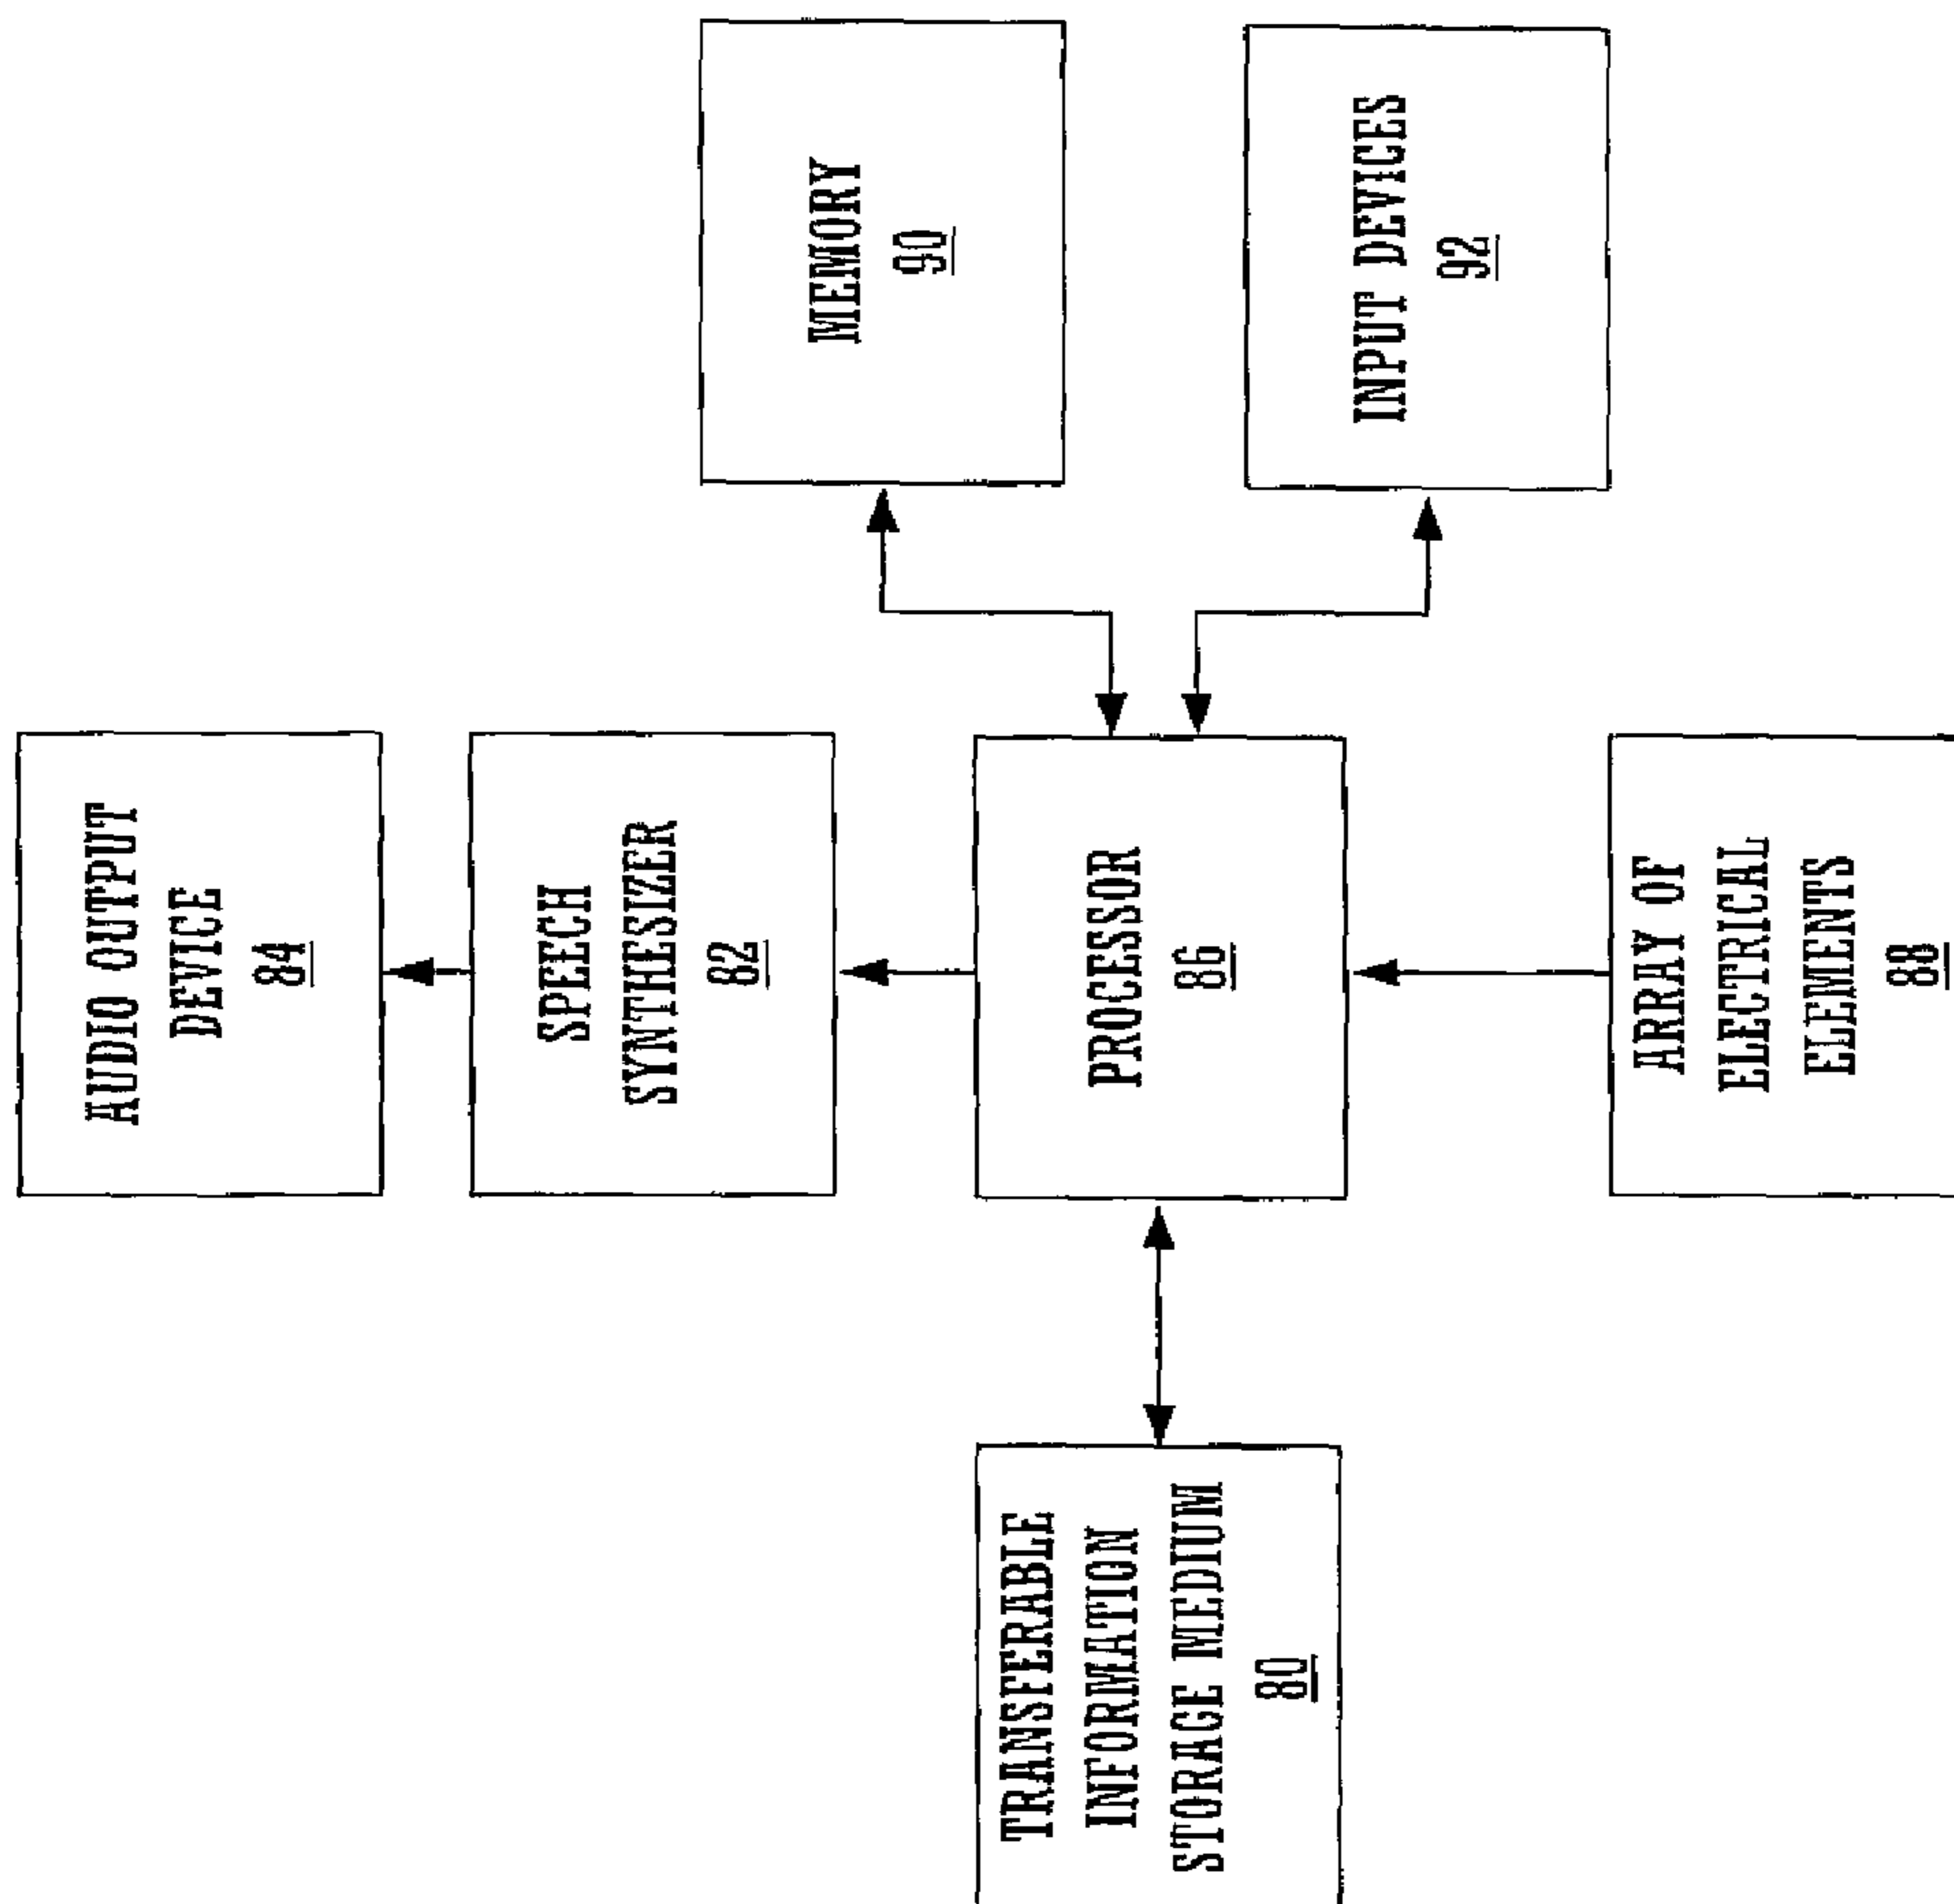 AUDIO OUTPUT
DEVICE
84
SPEECH
SYNTHESIZER
82
MEMORY
90
TRANSFERABLE
INFORMATION
STORAGE MEDIUM
80
PROCESSOR
86
INPUT DEVICES
92
ARRAY OF
ELECTRICAL
ELEMENTS
88